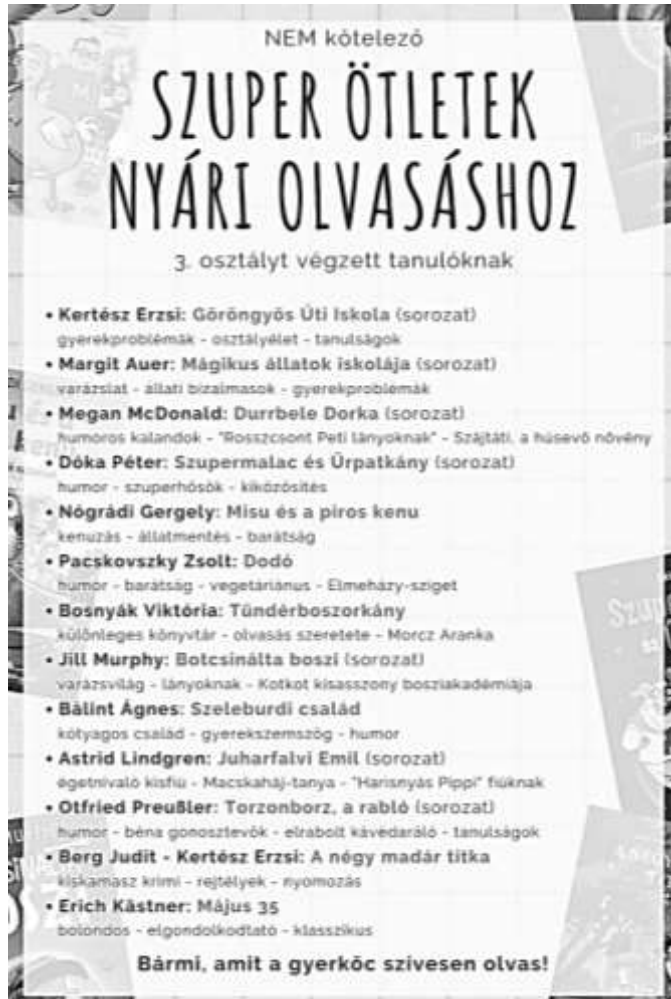 NEM kötelező
SZUPER ÖTLETEK
NYÁRI OLVASÁSHOZ
3. osztályt végzett tanulóknak
• Kertész Erzsi: Göröngyös Úti Iskola (sorozat)
gyerekproblémák - osztályélet - tanulságok
• Margit Auer: Mágikus állatok iskolája (sorozat)
varázslat - állati bizalmasok - gyerekproblémák
• Megan McDonald: Durrbele Dorka (sorozat)
humoros kalandok - "Rosszcsont Peti lányoknak" - Szájtáti, a húsevő növény
• Dóka Péter: Szupermalac és Űrpatkány (sorozat)
humor - szuperhősök - kiközösítés
• Nógrádi Gergely: Misu és a piros kenu
kenuzás - állatmentés - barátság
• Pacskovszky Zsolt: Dodó
humor - barátság - vegetáriánus - Elmeházy-sziget
• Bosnyák Viktória: Tündérboszorkány
különleges könyvtár - olvasás szeretete - Morcz Aranka
• Jill Murphy: Botcsinálta boszi (sorozat)
varázsvilág - lányoknak - Kotkot kisasszony bosziakadémiája
• Bálint Ágnes: Szeleburdi család
kótyagos család - gyerekszemszög - humor
• Astrid Lindgren: Juharfalvi Emil (sorozat)
égetnivaló kisfiú - Macskaháj-tanya - "Harisnyás Pippi" fiúknak
• Otfried Preußler: Torzonborz, a rabló (sorozat)
humor - béna gonosztevők - elrabolt kávédaráló - tanulságok
• Berg Judit - Kertész Erzsi: A négy madár titka
kiskamasz krimi - rejtélyek - nyomozás
• Erich Kästner: Május 35
bolondos - elgondolkodtató - klasszikus
Bármi, amit a gyerkőc szívesen olvas!